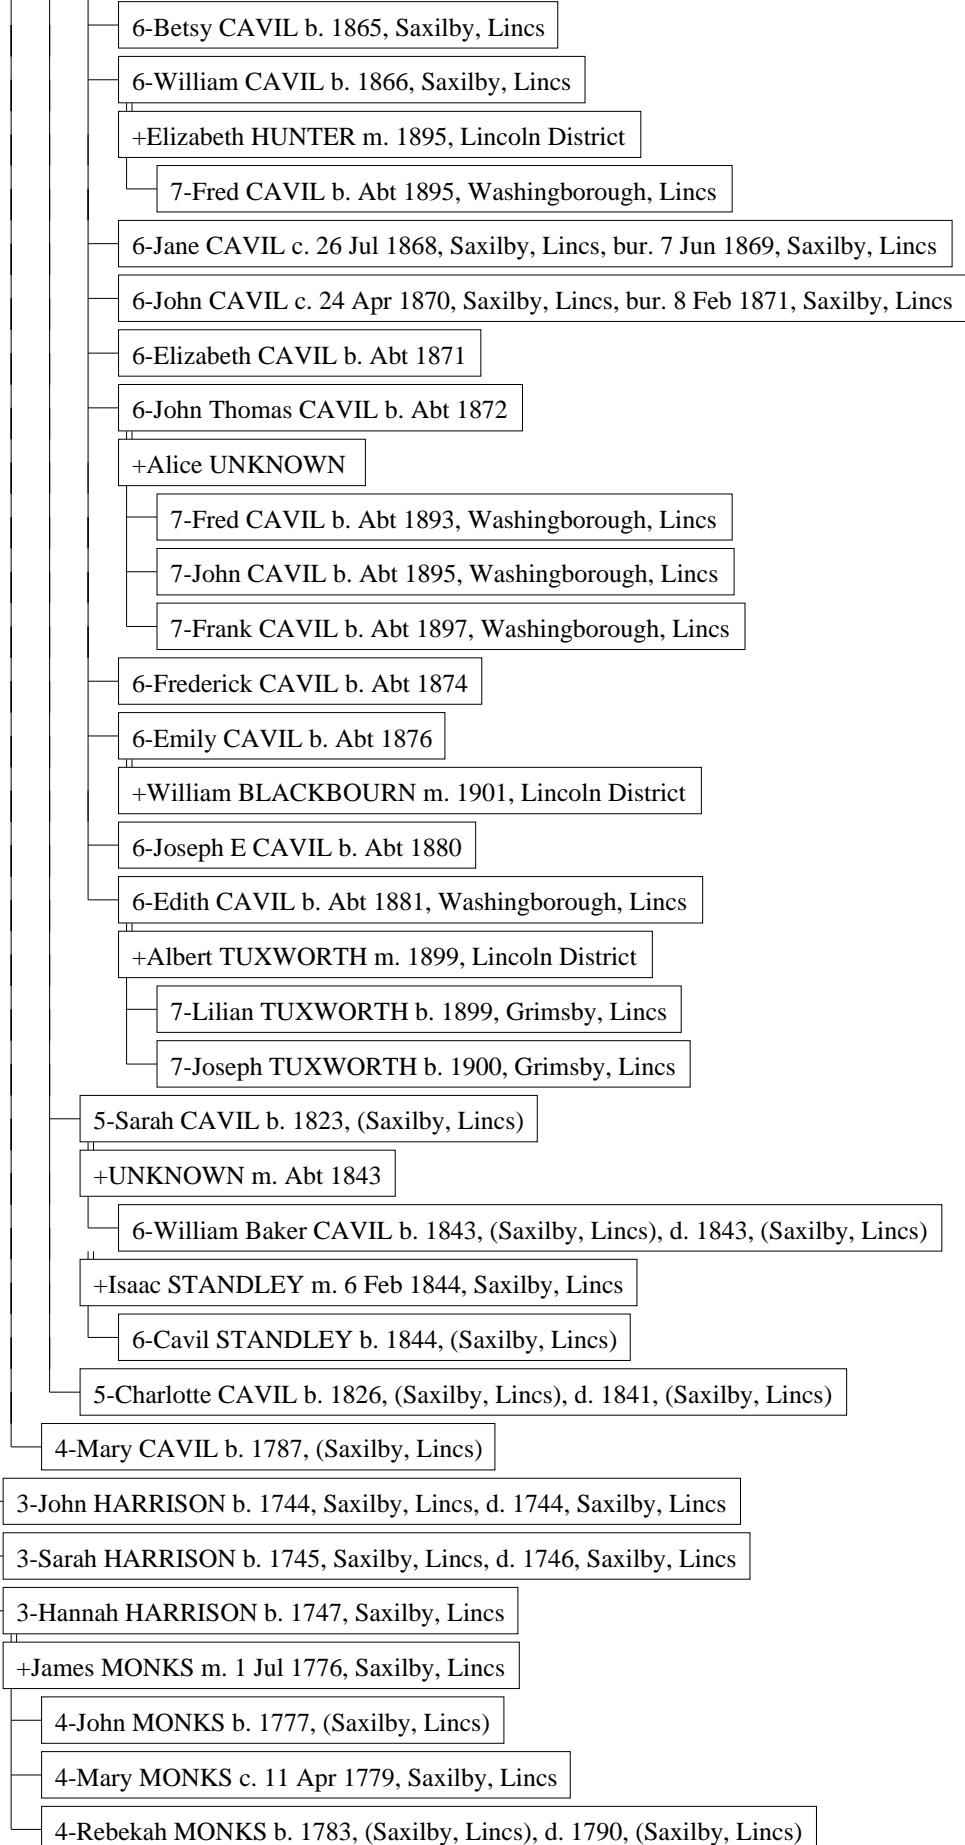 6-Betsy CAVIL b. 1865, Saxilby, Lincs
6-William CAVIL b. 1866, Saxilby, Lincs
+Elizabeth HUNTER m. 1895, Lincoln District
7-Fred CAVIL b. Abt 1895, Washingborough, Lincs
6-Jane CAVIL c. 26 Jul 1868, Saxilby, Lincs, bur. 7 Jun 1869, Saxilby, Lincs
6-John CAVIL c. 24 Apr 1870, Saxilby, Lincs, bur. 8 Feb 1871, Saxilby, Lincs
6-Elizabeth CAVIL b. Abt 1871
6-John Thomas CAVIL b. Abt 1872
+Alice UNKNOWN
7-Fred CAVIL b. Abt 1893, Washingborough, Lincs
7-John CAVIL b. Abt 1895, Washingborough, Lincs
7-Frank CAVIL b. Abt 1897, Washingborough, Lincs
6-Frederick CAVIL b. Abt 1874
6-Emily CAVIL b. Abt 1876
+William BLACKBOURN m. 1901, Lincoln District
6-Joseph E CAVIL b. Abt 1880
6-Edith CAVIL b. Abt 1881, Washingborough, Lincs
+Albert TUXWORTH m. 1899, Lincoln District
7-Lilian TUXWORTH b. 1899, Grimsby, Lincs
7-Joseph TUXWORTH b. 1900, Grimsby, Lincs
5-Sarah CAVIL b. 1823, (Saxilby, Lincs)
+UNKNOWN m. Abt 1843
6-William Baker CAVIL b. 1843, (Saxilby, Lincs), d. 1843, (Saxilby, Lincs)
+Isaac STANDLEY m. 6 Feb 1844, Saxilby, Lincs
6-Cavil STANDLEY b. 1844, (Saxilby, Lincs)
5-Charlotte CAVIL b. 1826, (Saxilby, Lincs), d. 1841, (Saxilby, Lincs)
4-Mary CAVIL b. 1787, (Saxilby, Lincs)
3-John HARRISON b. 1744, Saxilby, Lincs, d. 1744, Saxilby, Lincs
3-Sarah HARRISON b. 1745, Saxilby, Lincs, d. 1746, Saxilby, Lincs
3-Hannah HARRISON b. 1747, Saxilby, Lincs
+James MONKS m. 1 Jul 1776, Saxilby, Lincs
4-John MONKS b. 1777, (Saxilby, Lincs)
4-Mary MONKS c. 11 Apr 1779, Saxilby, Lincs
4-Rebekah MONKS b. 1783, (Saxilby, Lincs), d. 1790, (Saxilby, Lincs)